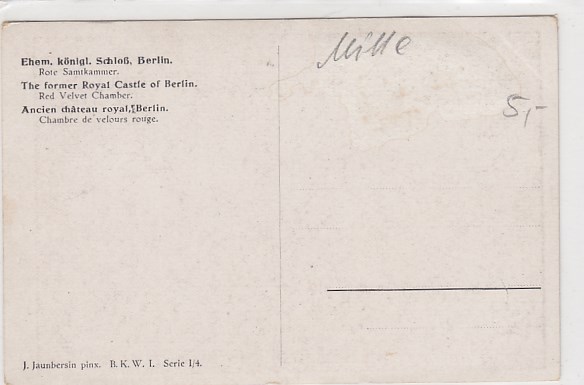 Ehem. königl. Schloß, Berlin.
Rote Samtkammer.
The former Royal Castle of Berlin.
Red Velvet Chamber.
Ancien château royal, Berlin.
Chambre de velours rouge.
Mitte
5,-
J. Jaunbersin pinx. B. K. W. I. Serie I/4.